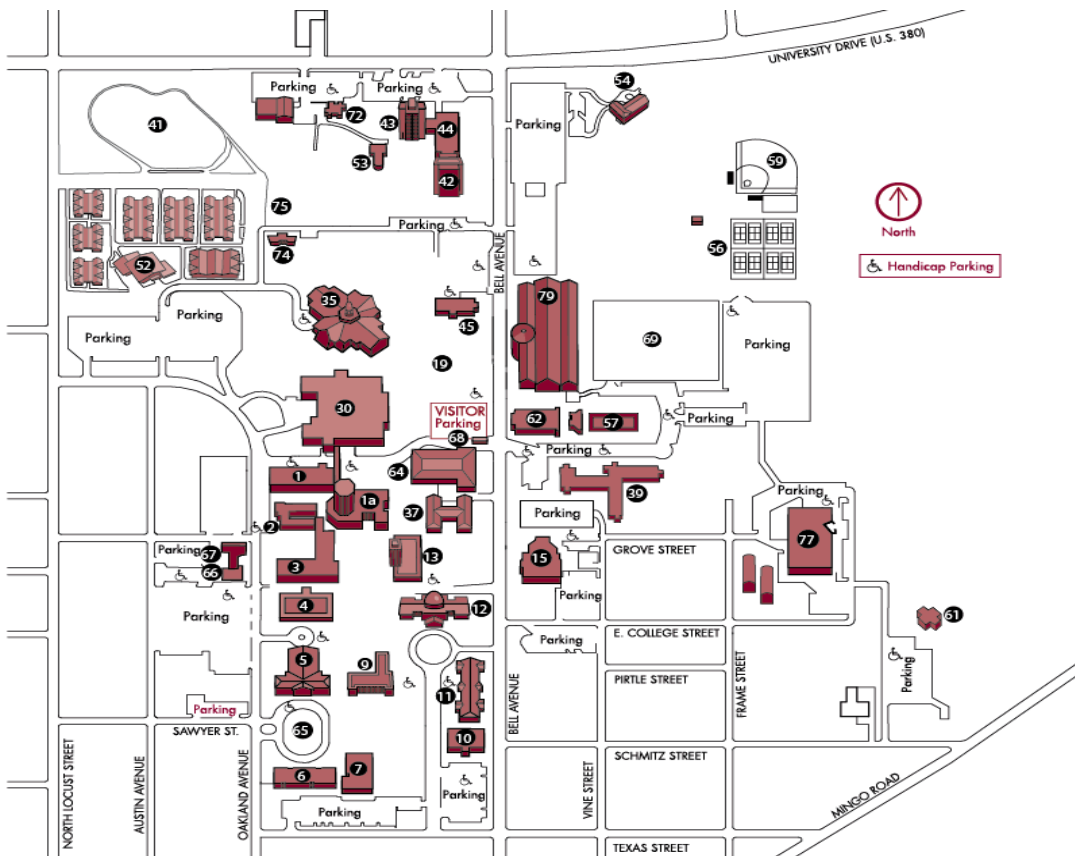 UNIVERSITY DRIVE (U.S. 380)
Parking
Parking
54
72
43
44
41
Parking
53
59
42
75
North
Parking
56
74
BELL AVENUE
52
Handicap Parking
35
79
Parking
45
Parking
69
Parking
19
30
VISITOR
Parking
62
57
Parking
68
Parking
1
64
1a
39
Parking
37
Parking
2
67
Parking
13
15
GROVE STREET
77
3
66
Parking
4
12
61
Parking
E. COLLEGE STREET
Parking
5
9
Parking
11
PIRTLE STREET
FRAME STREET
BELL AVENUE
Parking
SAWYER ST.
65
10
SCHMITZ STREET
NORTH LOCUST STREET
AUSTIN AVENUE
OAKLAND AVENUE
6
7
VINE STREET
MINGO ROAD
Parking
Parking
TEXAS STREET